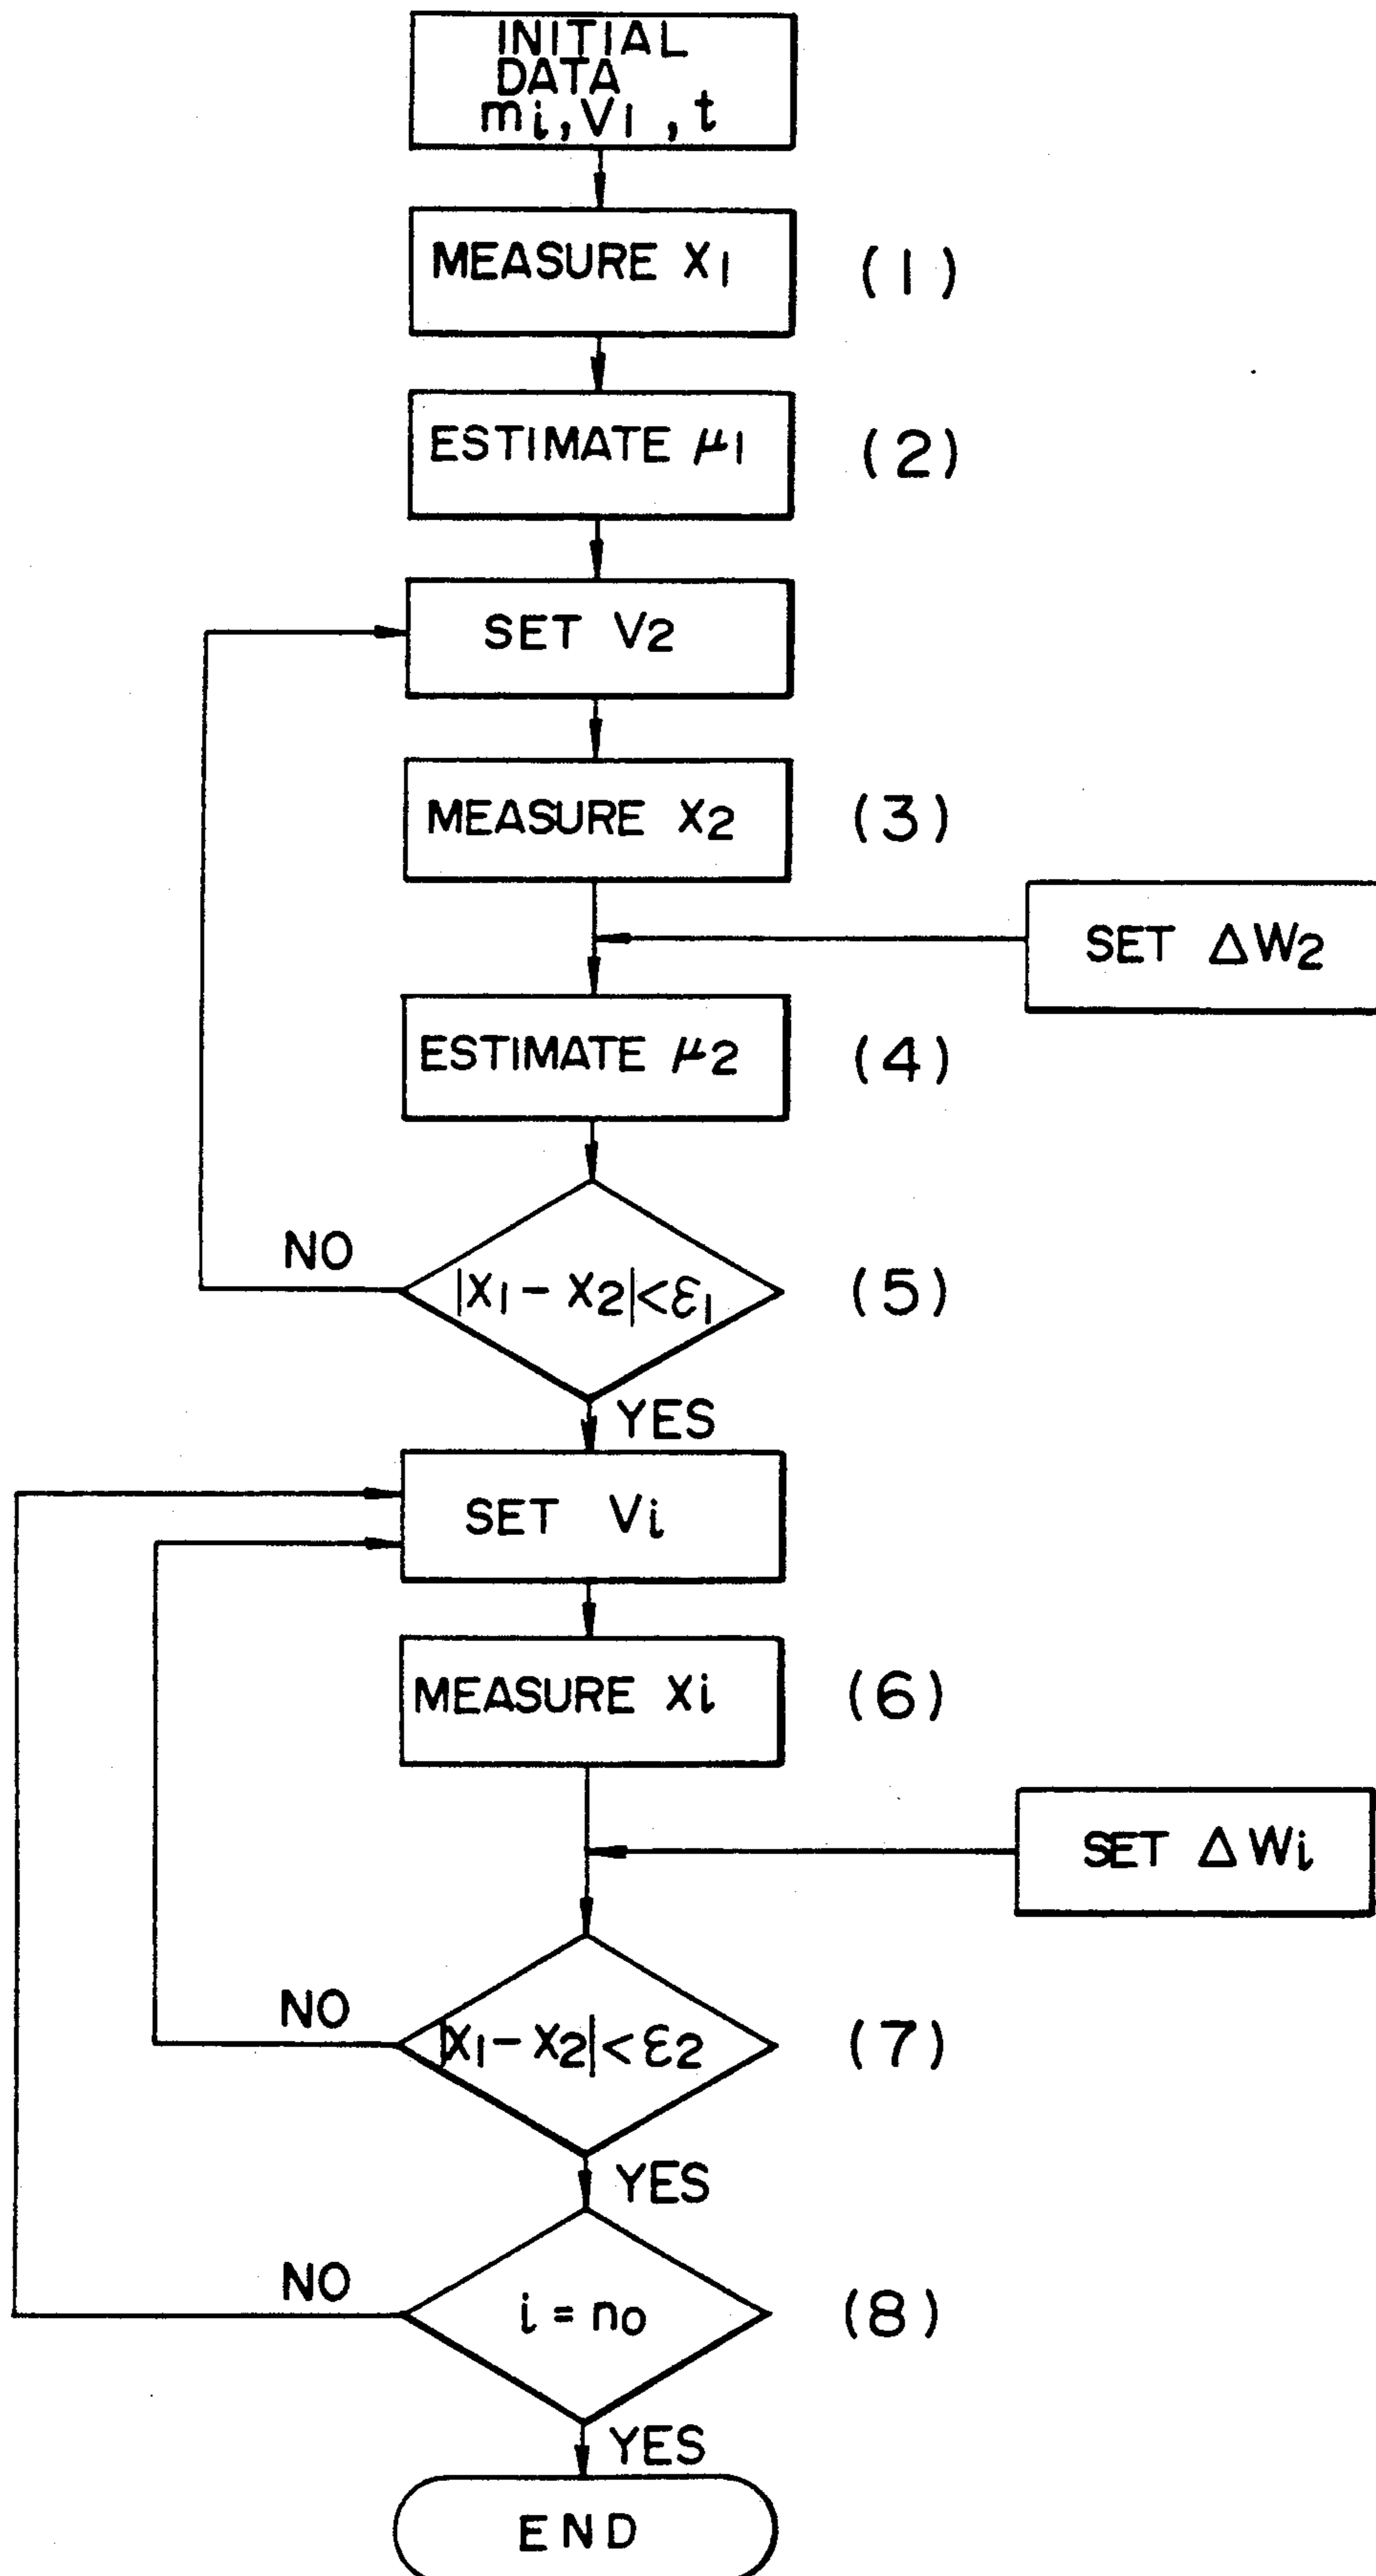 INITIAL
DATA
mi, V1, t
MEASURE X1 (1)
ESTIMATE μ1 (2)
SET V2
MEASURE X2 (3)
SET ΔW2
ESTIMATE μ2 (4)
NO
|X1 - X2| < ε1 (5)
YES
SET Vi
MEASURE Xi (6)
SET ΔWi
NO
|X1 - X2| < ε2 (7)
YES
NO
i = no (8)
YES
END